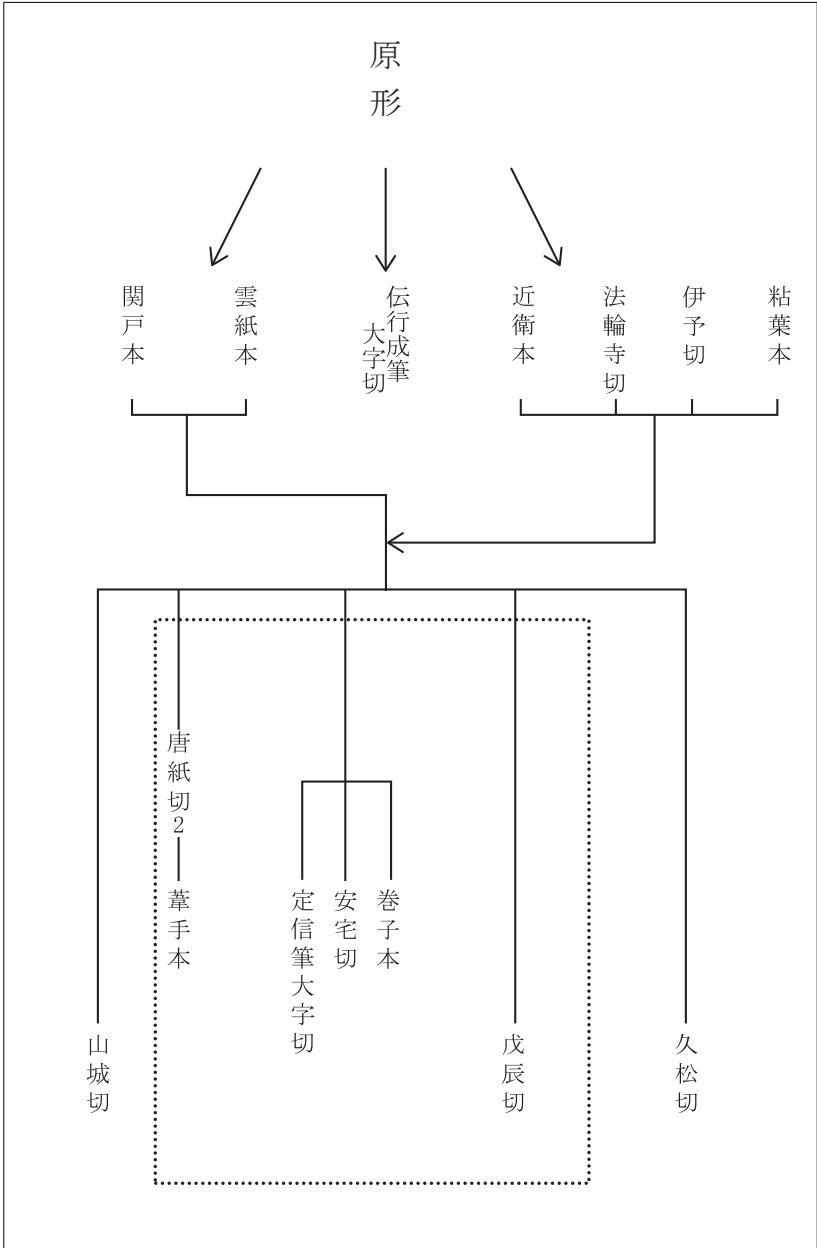 原形
粘葉本
伊予切
法輪寺切
近衛本
伝行成筆
大字切
雲紙本
関戸本
久松切
戊辰切
巻子本
安宅切
定信筆大字切
唐紙切2
葦手本
山城切